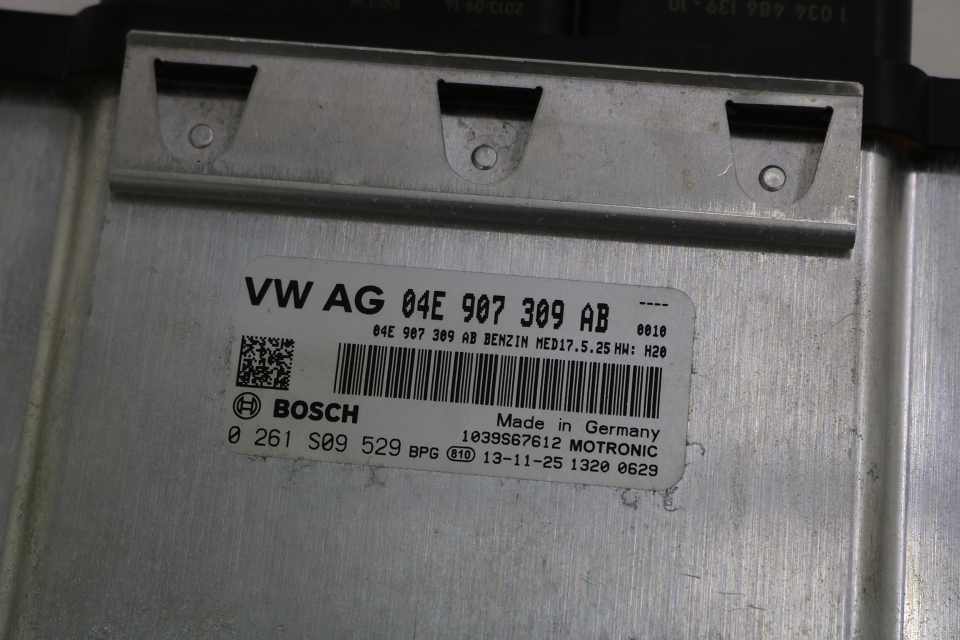 2013-09-14
1 034 486 139-10
VW AG 04E 907 309 AB ----
0010
04E 907 309 AB BENZIN MED17.5.25 HW: H20
BOSCH
Made in Germany
1039S67612 MOTRONIC
0 261 S09 529 BPG 810 13-11-25 1320 0629